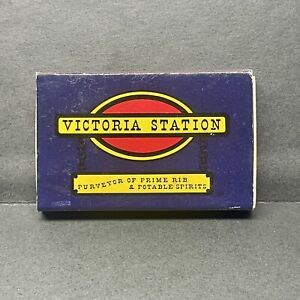 VICTORIA STATION
PURVEYOR OF PRIME RIB
& POTABLE SPIRITS